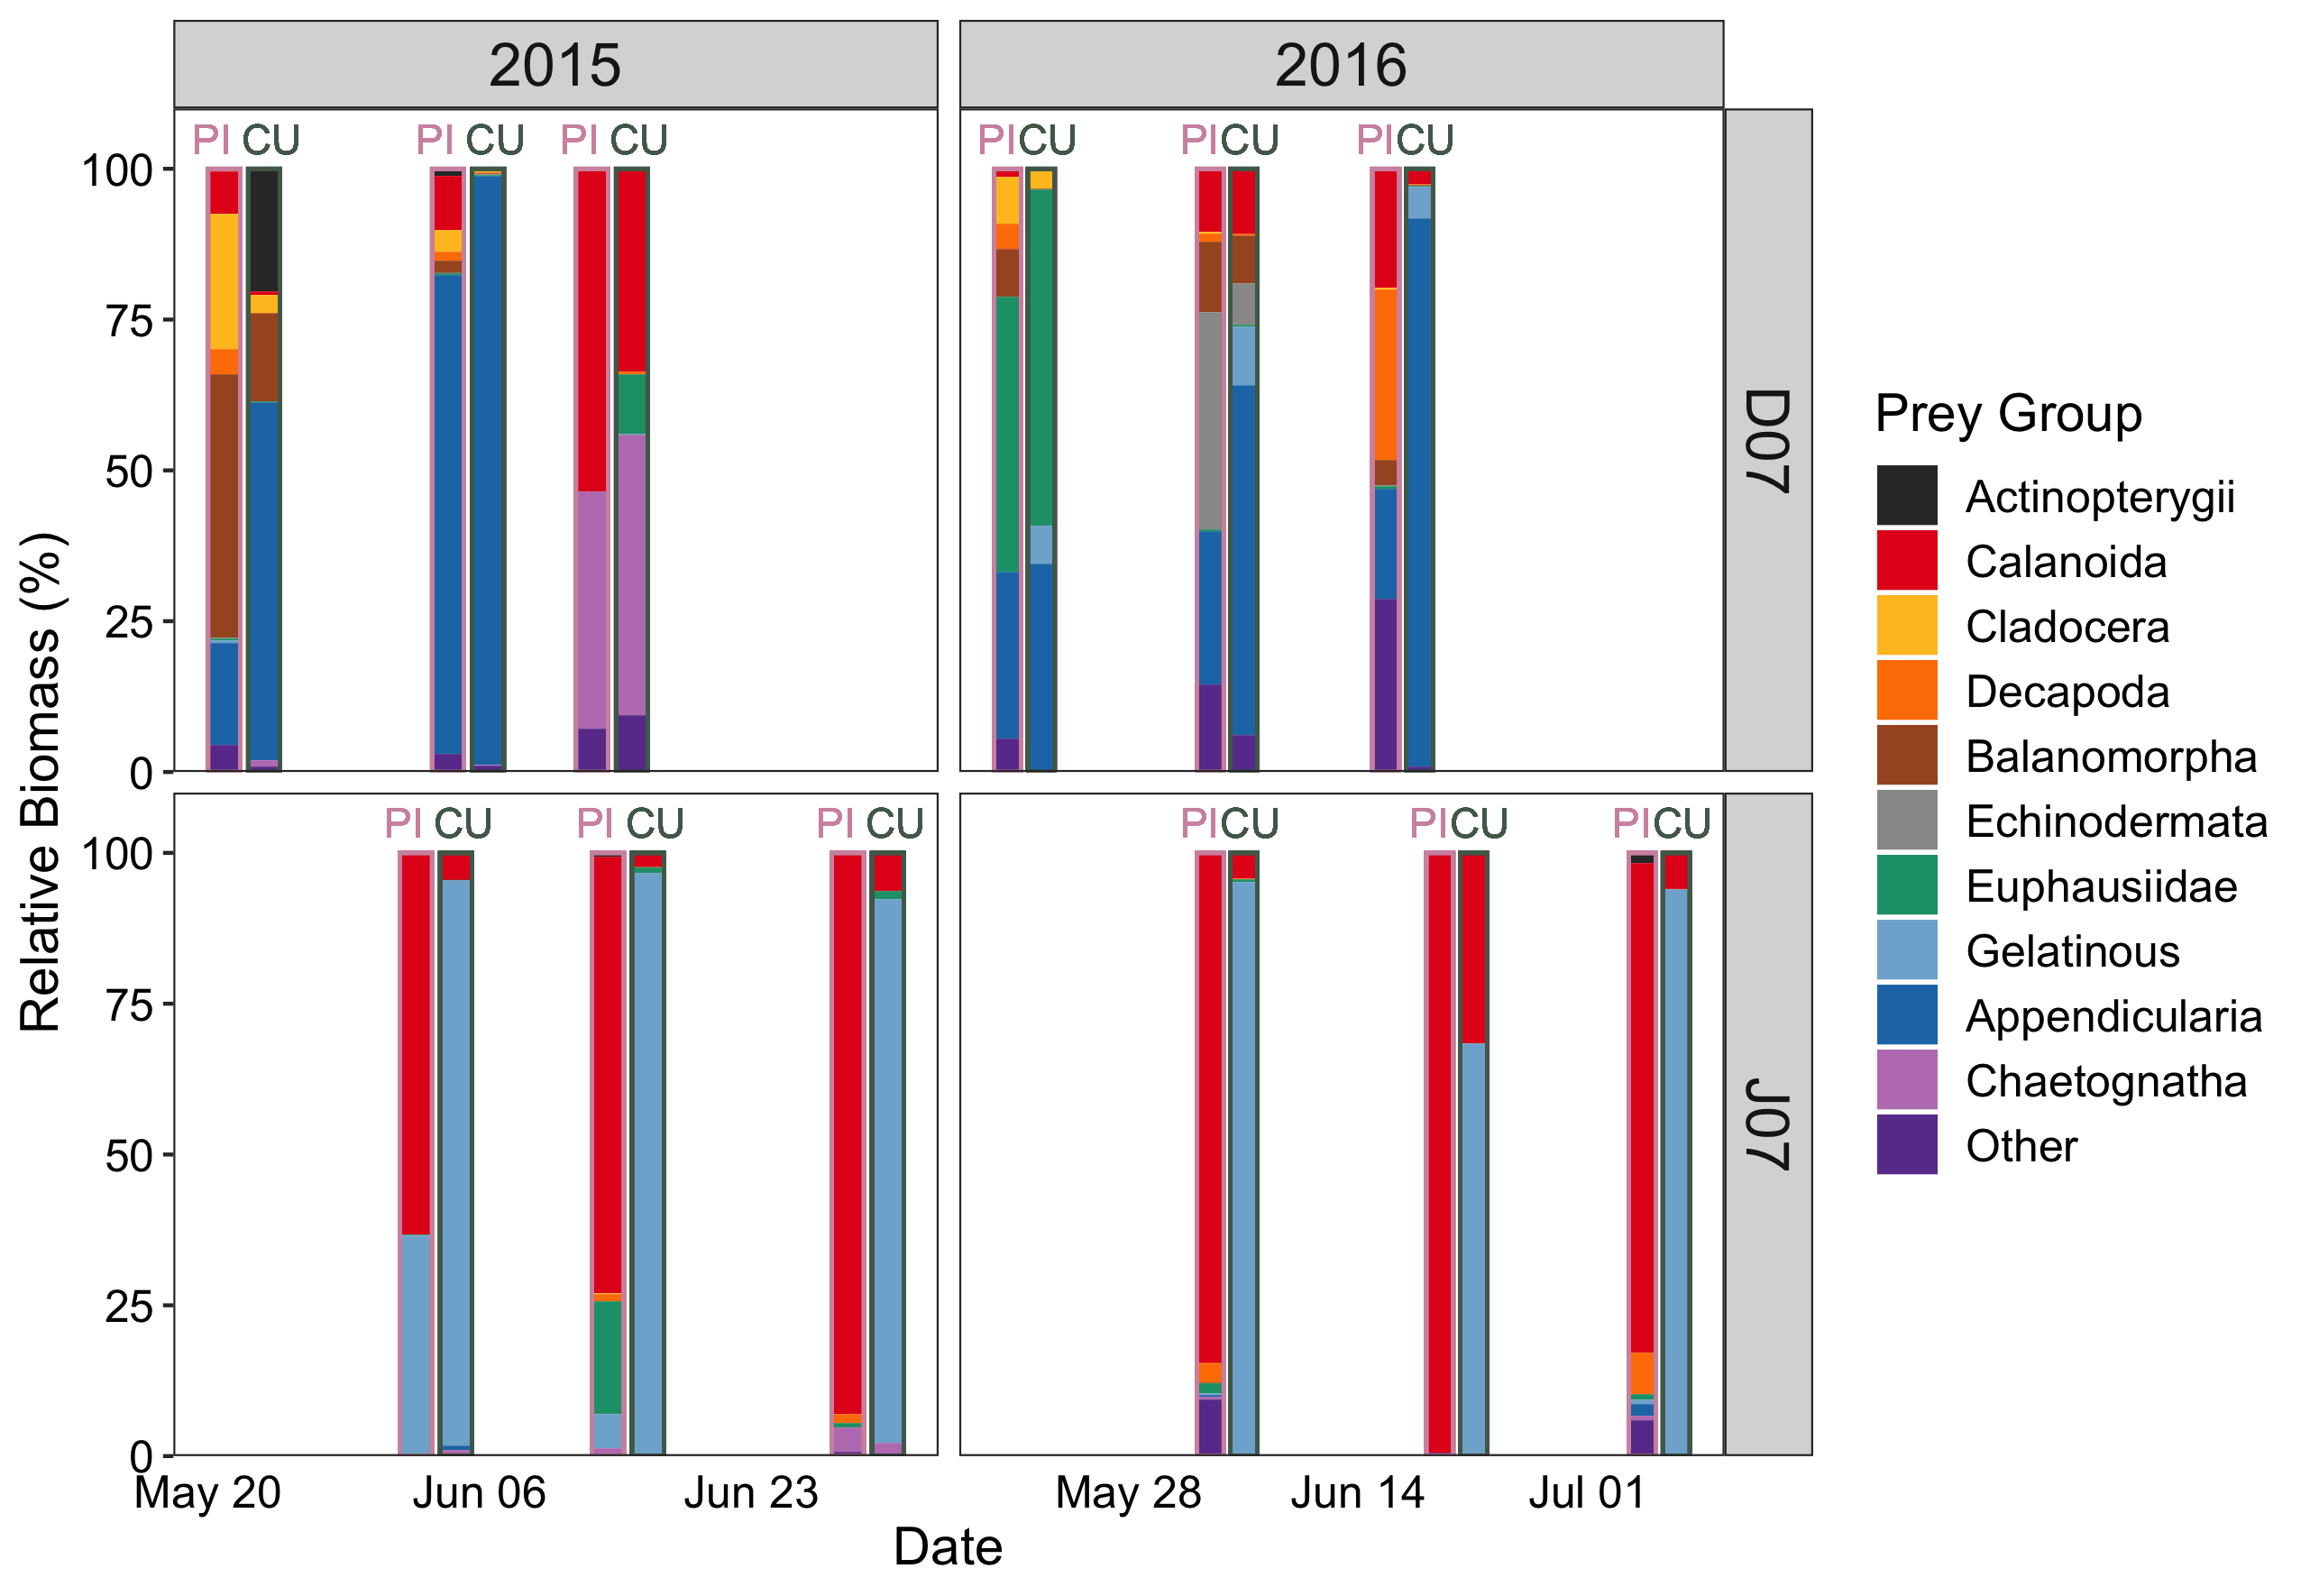 2015
2016
PI CU PI CU PI CU
PI CU PI CU PI CU
100
75
50
25
0
D07
PI CU PI CU PI CU
PI CU PI CU PI CU
100
75
50
25
0
J07
Relative Biomass (%)
May 20 Jun 06 Jun 23
May 28 Jun 14 Jul 01
Date
Prey Group
Actinopterygii
Calanoida
Cladocera
Decapoda
Balanomorpha
Echinodermata
Euphausiidae
Gelatinous
Appendicularia
Chaetognatha
Other